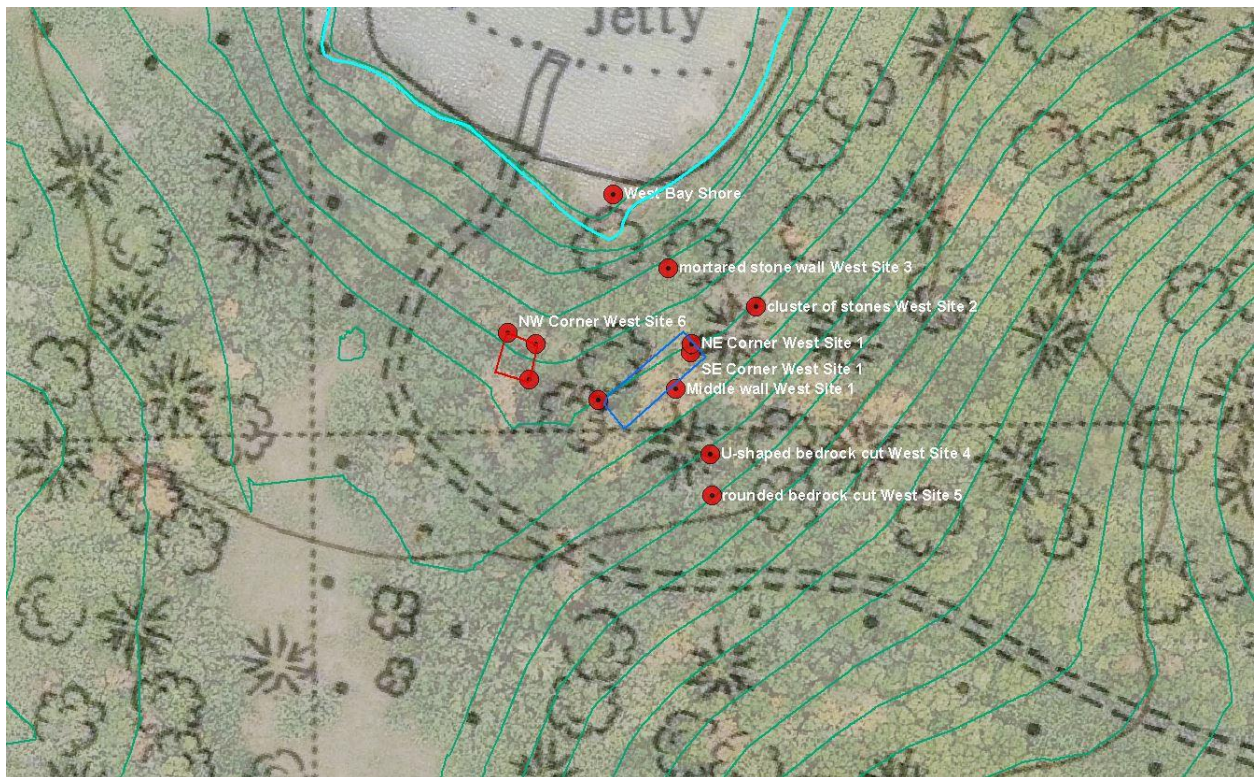 Jetty
West Bay Shore
mortared stone wall West Site 3
cluster of stones West Site 2
NW Corner West Site 6
NE Corner West Site 1
SE Corner West Site 1
Middle wall West Site 1
U-shaped bedrock cut West Site 4
rounded bedrock cut West Site 5